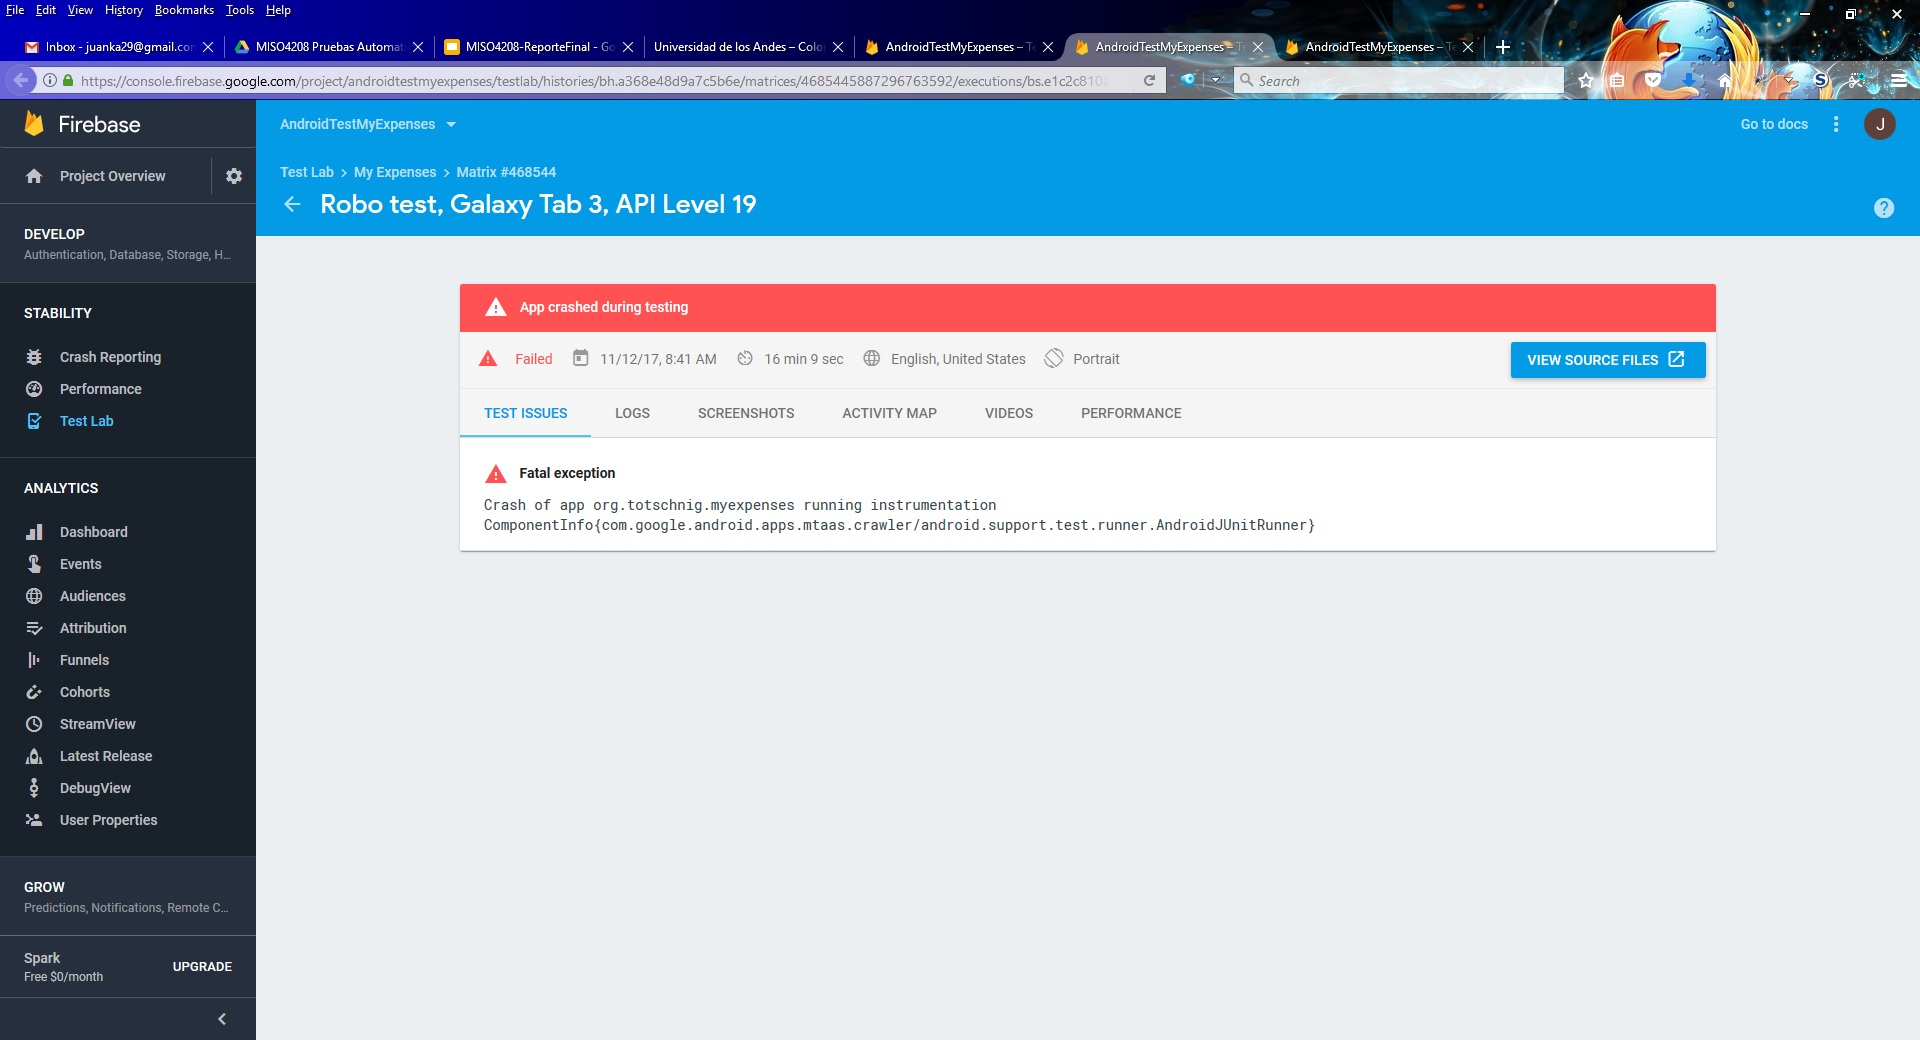 File Edit View History Bookmarks Tools Help
Inbox - juanka29@gmail.com
MISO4208 Pruebas Automat
MISO4208-ReporteFinal - Go
Universidad de los Andes – Colo
AndroidTestMyExpenses – Te
AndroidTestMyExpenses – Te
AndroidTestMyExpenses – Te
https://console.firebase.google.com/project/androidtestmyexpenses/testlab/histories/bh.a368e48d9a7c5b6e/matrices/4685445887296763592/executions/bs.e1c2c810
Search
Firebase
AndroidTestMyExpenses
Go to docs
J
Project Overview
Test Lab > My Expenses > Matrix #468544
Robo test, Galaxy Tab 3, API Level 19
DEVELOP
Authentication, Database, Storage, H...
STABILITY
Crash Reporting
Performance
Test Lab
ANALYTICS
Dashboard
Events
Audiences
Attribution
Funnels
Cohorts
StreamView
Latest Release
DebugView
User Properties
GROW
Predictions, Notifications, Remote C...
Spark
Free $0/month
UPGRADE
App crashed during testing
Failed 11/12/17, 8:41 AM 16 min 9 sec English, United States Portrait
VIEW SOURCE FILES
TEST ISSUES LOGS SCREENSHOTS ACTIVITY MAP VIDEOS PERFORMANCE
Fatal exception
Crash of app org.totschnig.myexpenses running instrumentation
ComponentInfo{com.google.android.apps.mtaas.crawler/android.support.test.runner.AndroidJUnitRunner}